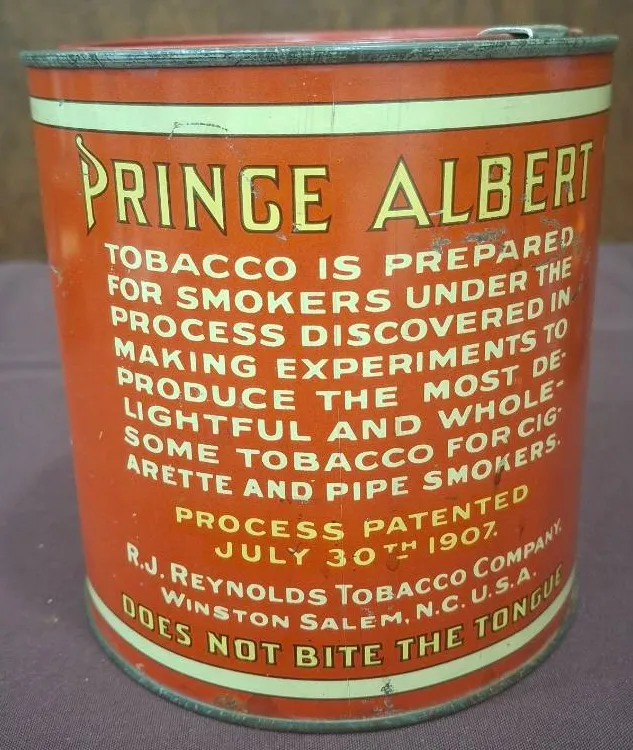 PRINCE ALBERT
TOBACCO IS PREPARED
FOR SMOKERS UNDER THE
PROCESS DISCOVERED IN
MAKING EXPERIMENTS TO
PRODUCE THE MOST DE-
LIGHTFUL AND WHOLE-
SOME TOBACCO FOR CIG-
ARETTE AND PIPE SMOKERS.
PROCESS PATENTED
JULY 30TH 1907.
R.J. REYNOLDS TOBACCO COMPANY,
WINSTON SALEM, N.C. U.S.A.
DOES NOT BITE THE TONGUE